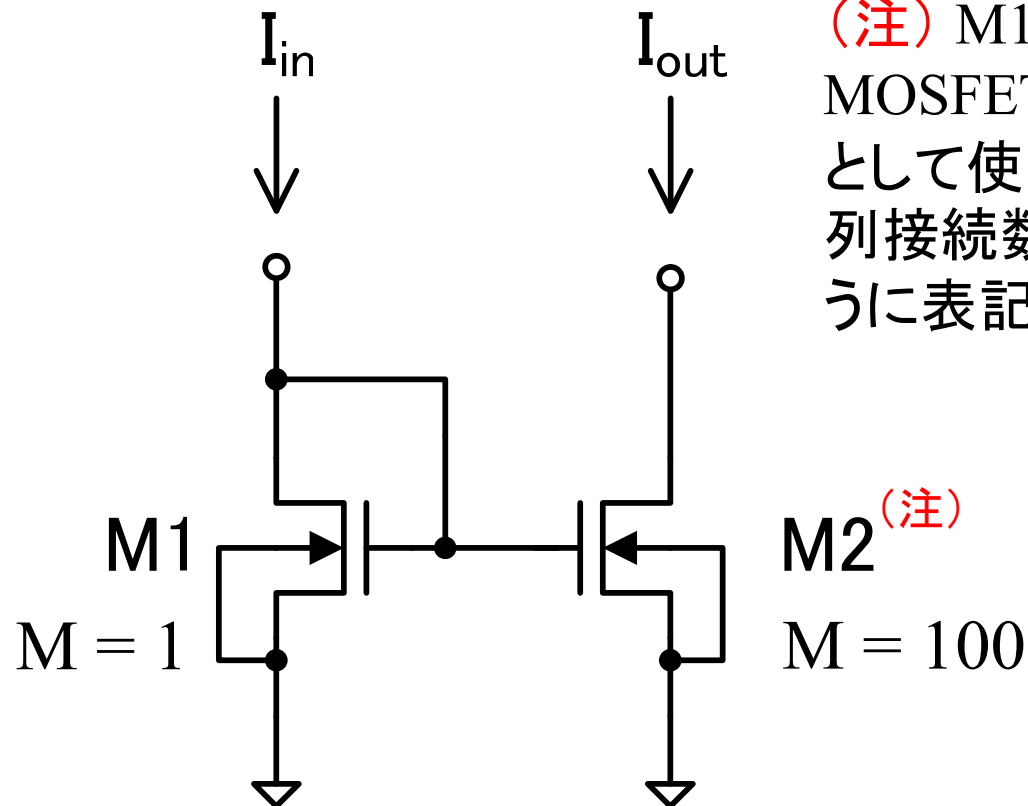 Iin
Iout
（注） M1
MOSFET
として使
列接続数
うに表記
M1
M2（注）
M = 1
M = 100